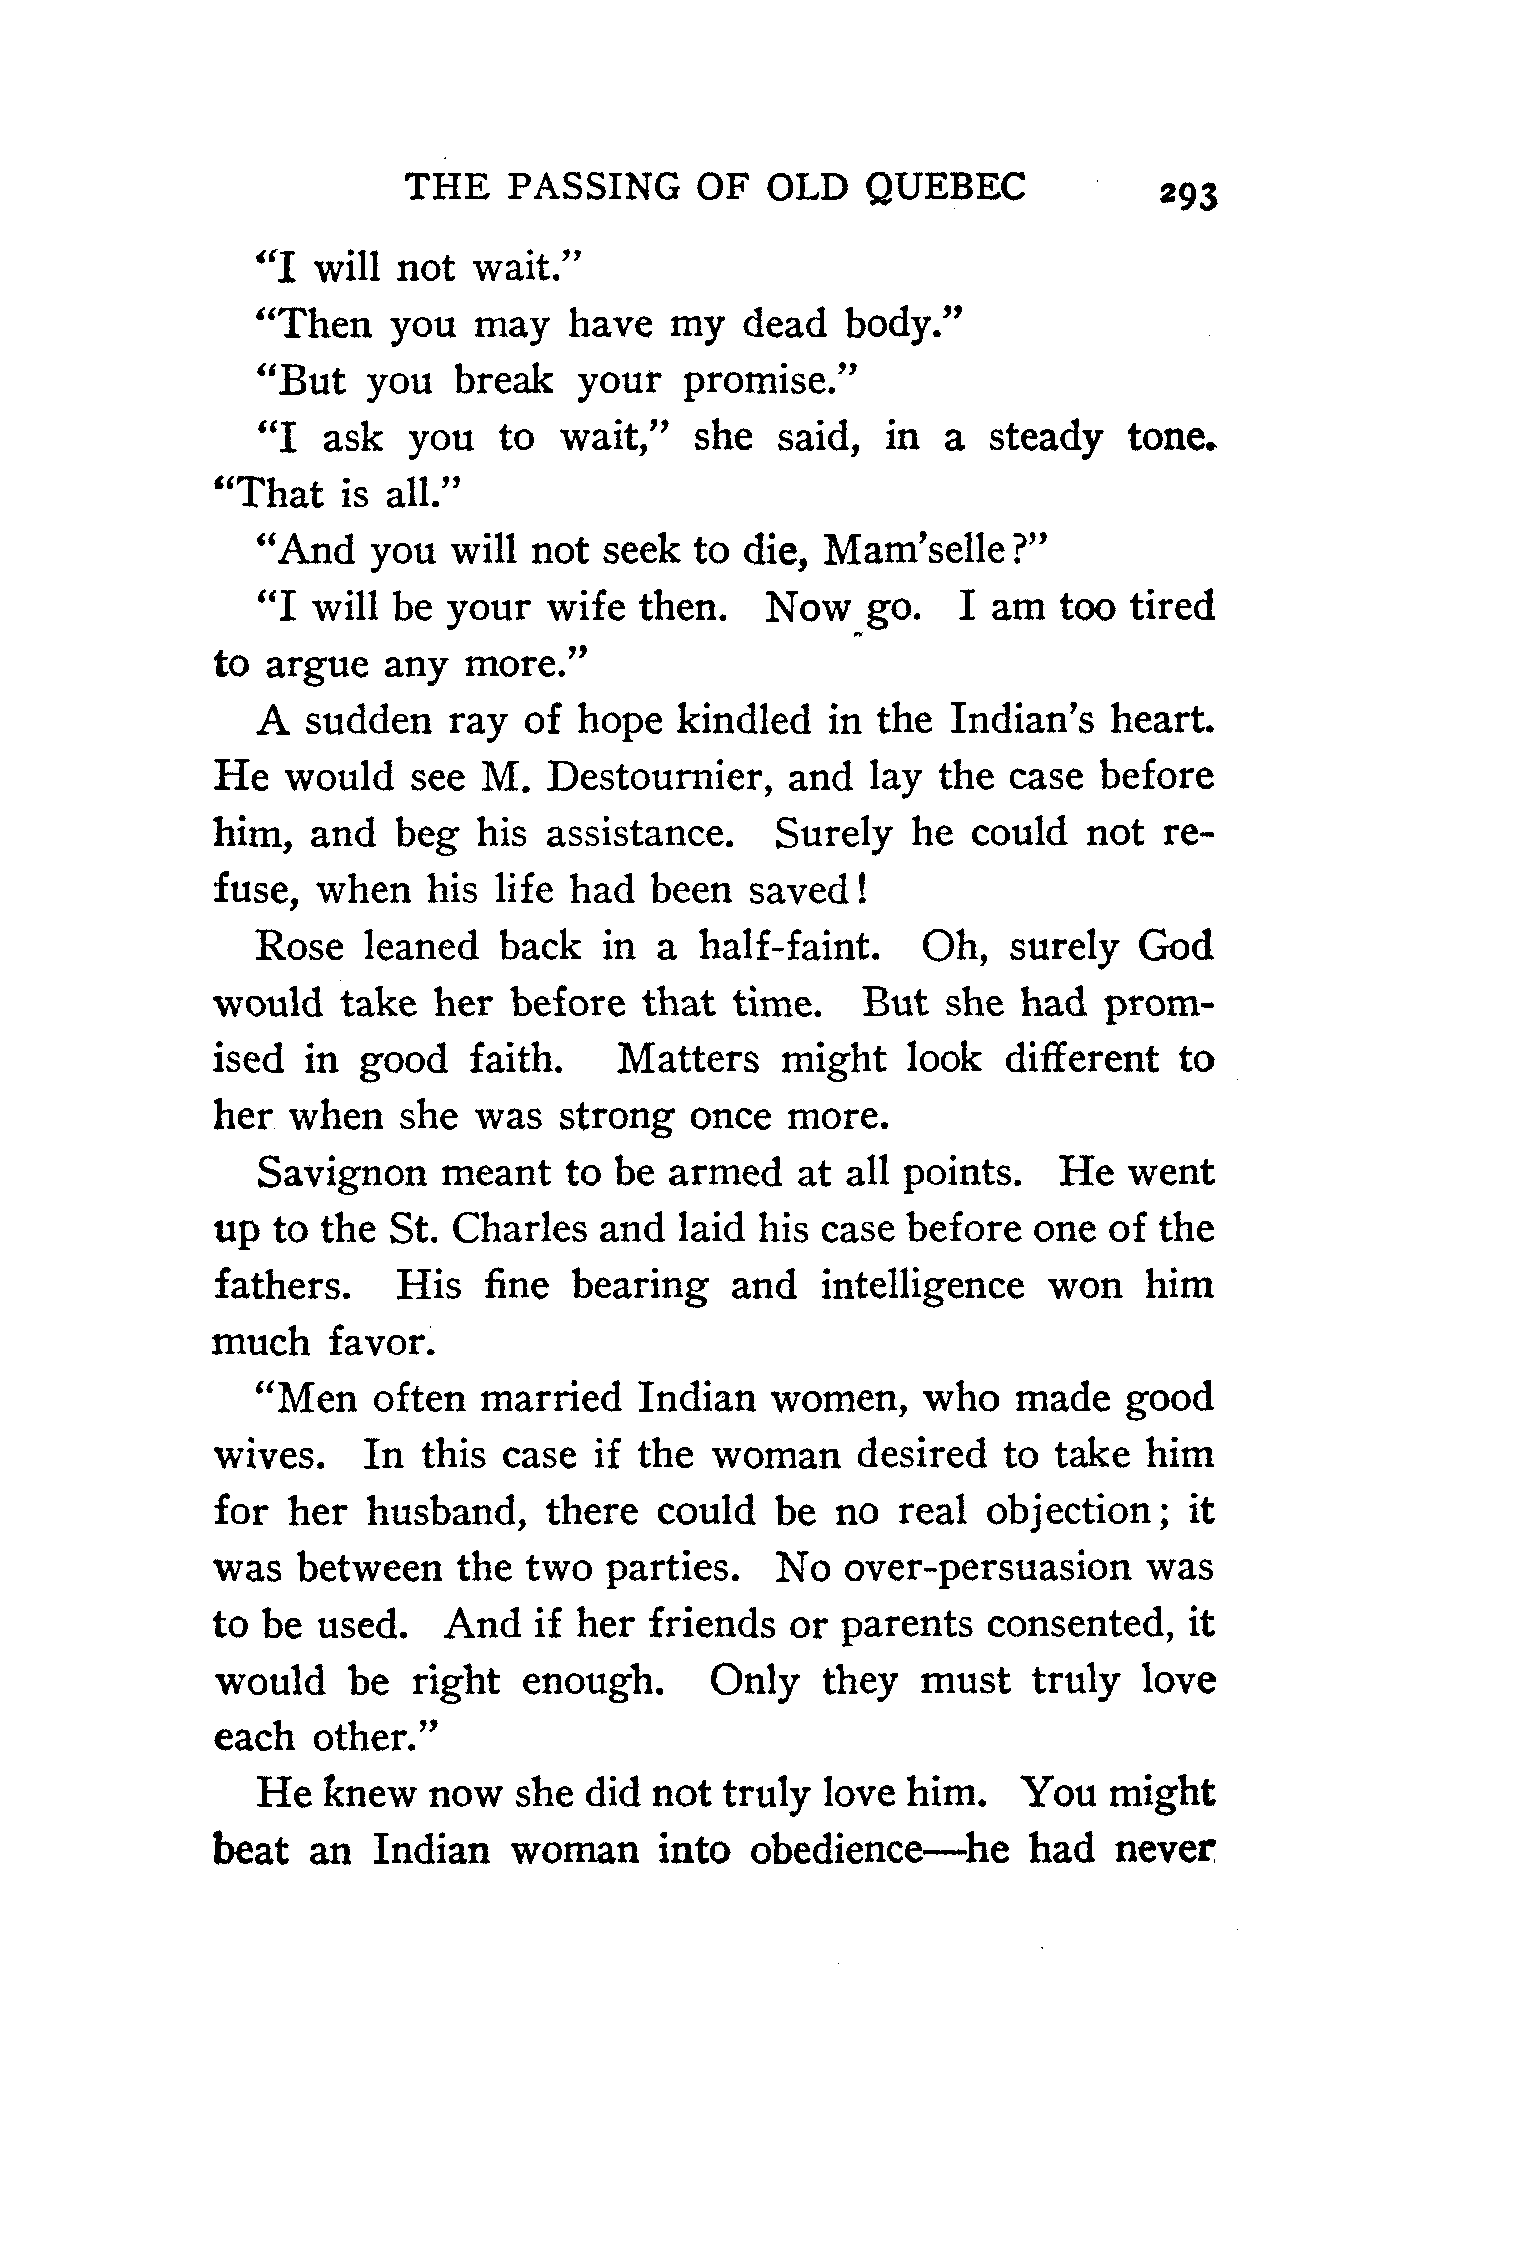 THE PASSING OF OLD QUEBEC 293
“I will not wait.”
“Then you may have my dead body.”
“But you break your promise.”
“I ask you to wait,” she said, in a steady tone.
“That is all.”
“And you will not seek to die, Mam’selle?”
“I will be your wife then. Now go. I am too tired
to argue any more.”
A sudden ray of hope kindled in the Indian’s heart.
He would see M. Destournier, and lay the case before
him, and beg his assistance. Surely he could not re-
fuse, when his life had been saved!
Rose leaned back in a half-faint. Oh, surely God
would take her before that time. But she had prom-
ised in good faith. Matters might look different to
her when she was strong once more.
Savignon meant to be armed at all points. He went
up to the St. Charles and laid his case before one of the
fathers. His fine bearing and intelligence won him
much favor.
“Men often married Indian women, who made good
wives. In this case if the woman desired to take him
for her husband, there could be no real objection; it
was between the two parties. No over-persuasion was
to be used. And if her friends or parents consented, it
would be right enough. Only they must truly love
each other.”
He knew now she did not truly love him. You might
beat an Indian woman into obedience—he had never